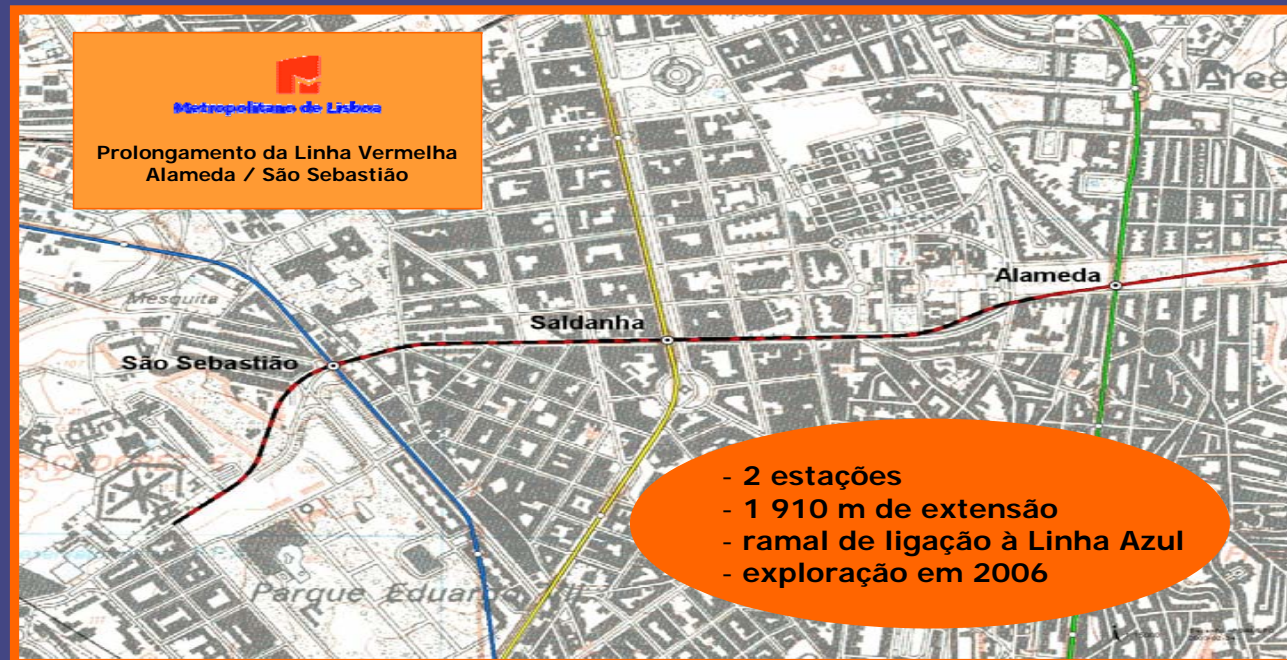 Metropolitano de Lisboa
Prolongamento da Linha Vermelha
Alameda / São Sebastião
Mesquita
Alameda
Saldanha
São Sebastião
- 2 estações
- 1 910 m de extensão
- ramal de ligação à Linha Azul
- exploração em 2006
Parque Eduardo